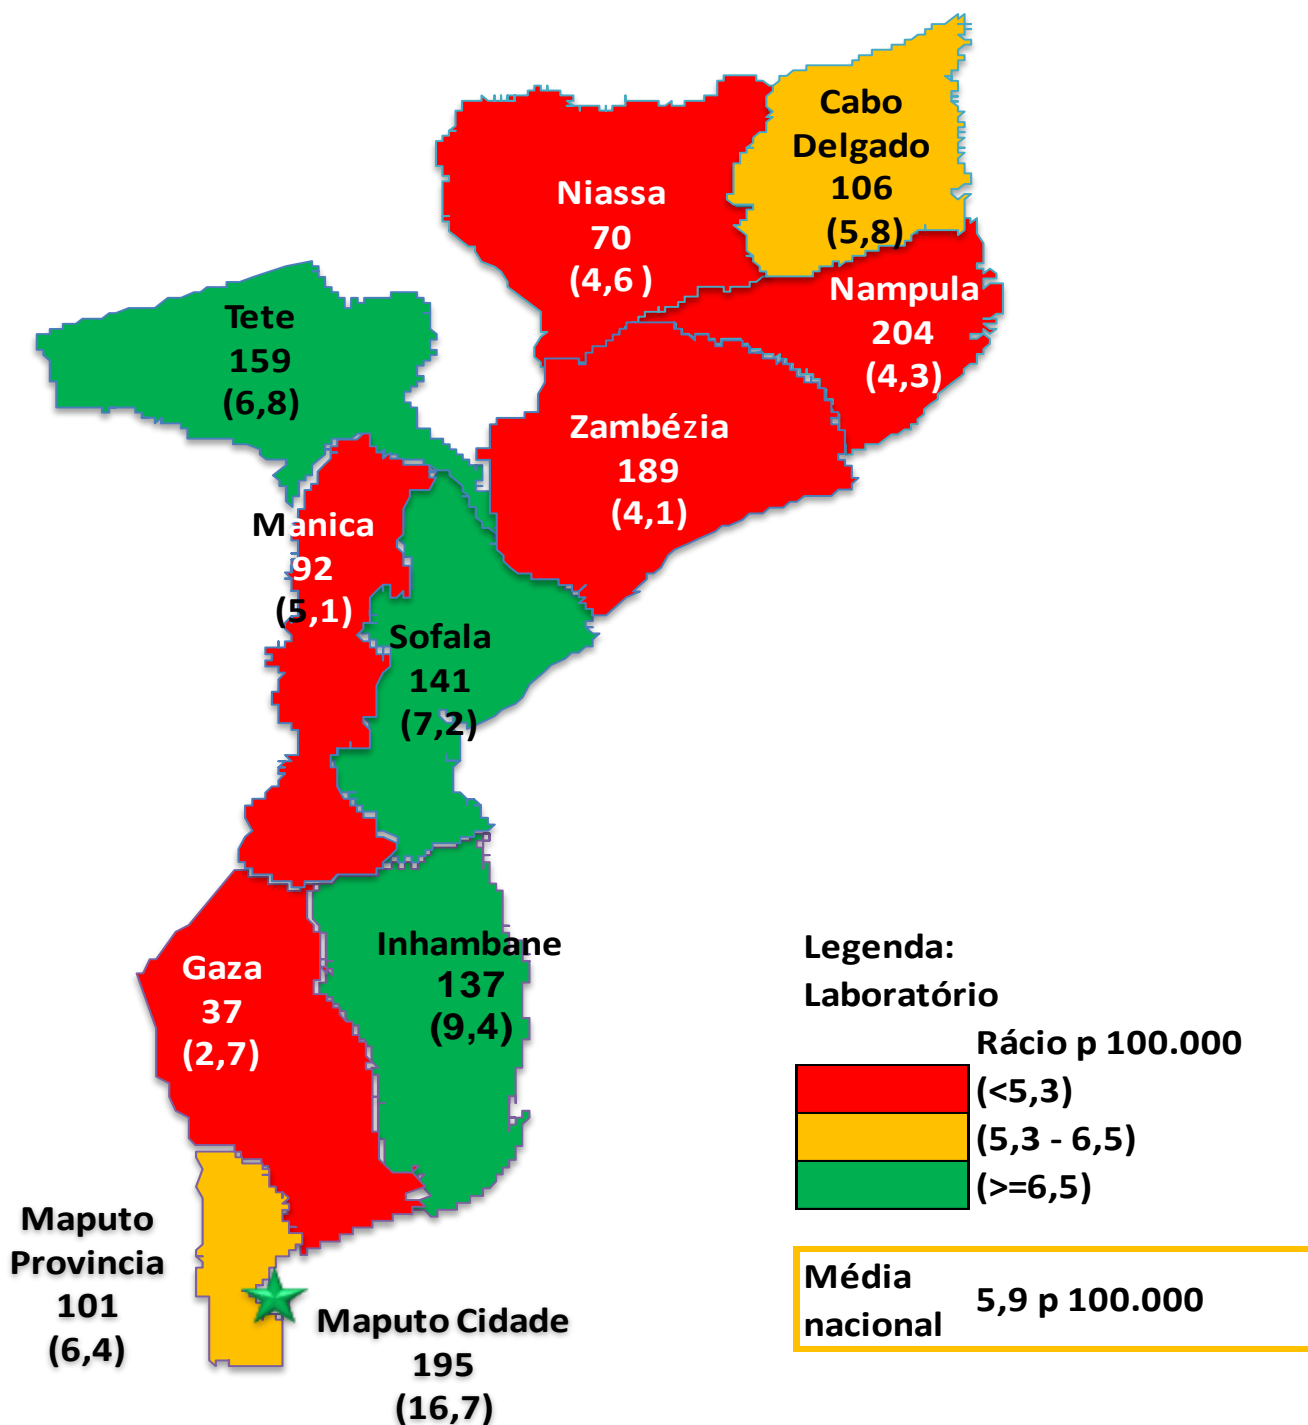 Cabo
Delgado
106
(5,8)
Niassa
70
(4,6 )
Nampula
204
(4,3)
Tete
159
(6,8)
Zambézia
189
(4,1)
Manica
92
(5,1)
Sofala
141
(7,2)
Inhambane
137
(9,4)
Gaza
37
(2,7)
Maputo
Provincia
101
(6,4)
Maputo Cidade
195
(16,7)
Legenda:
Laboratório
Rácio p 100.000
(<5,3)
(5,3 - 6,5)
(>=6,5)
Média
nacional
5,9 p 100.000